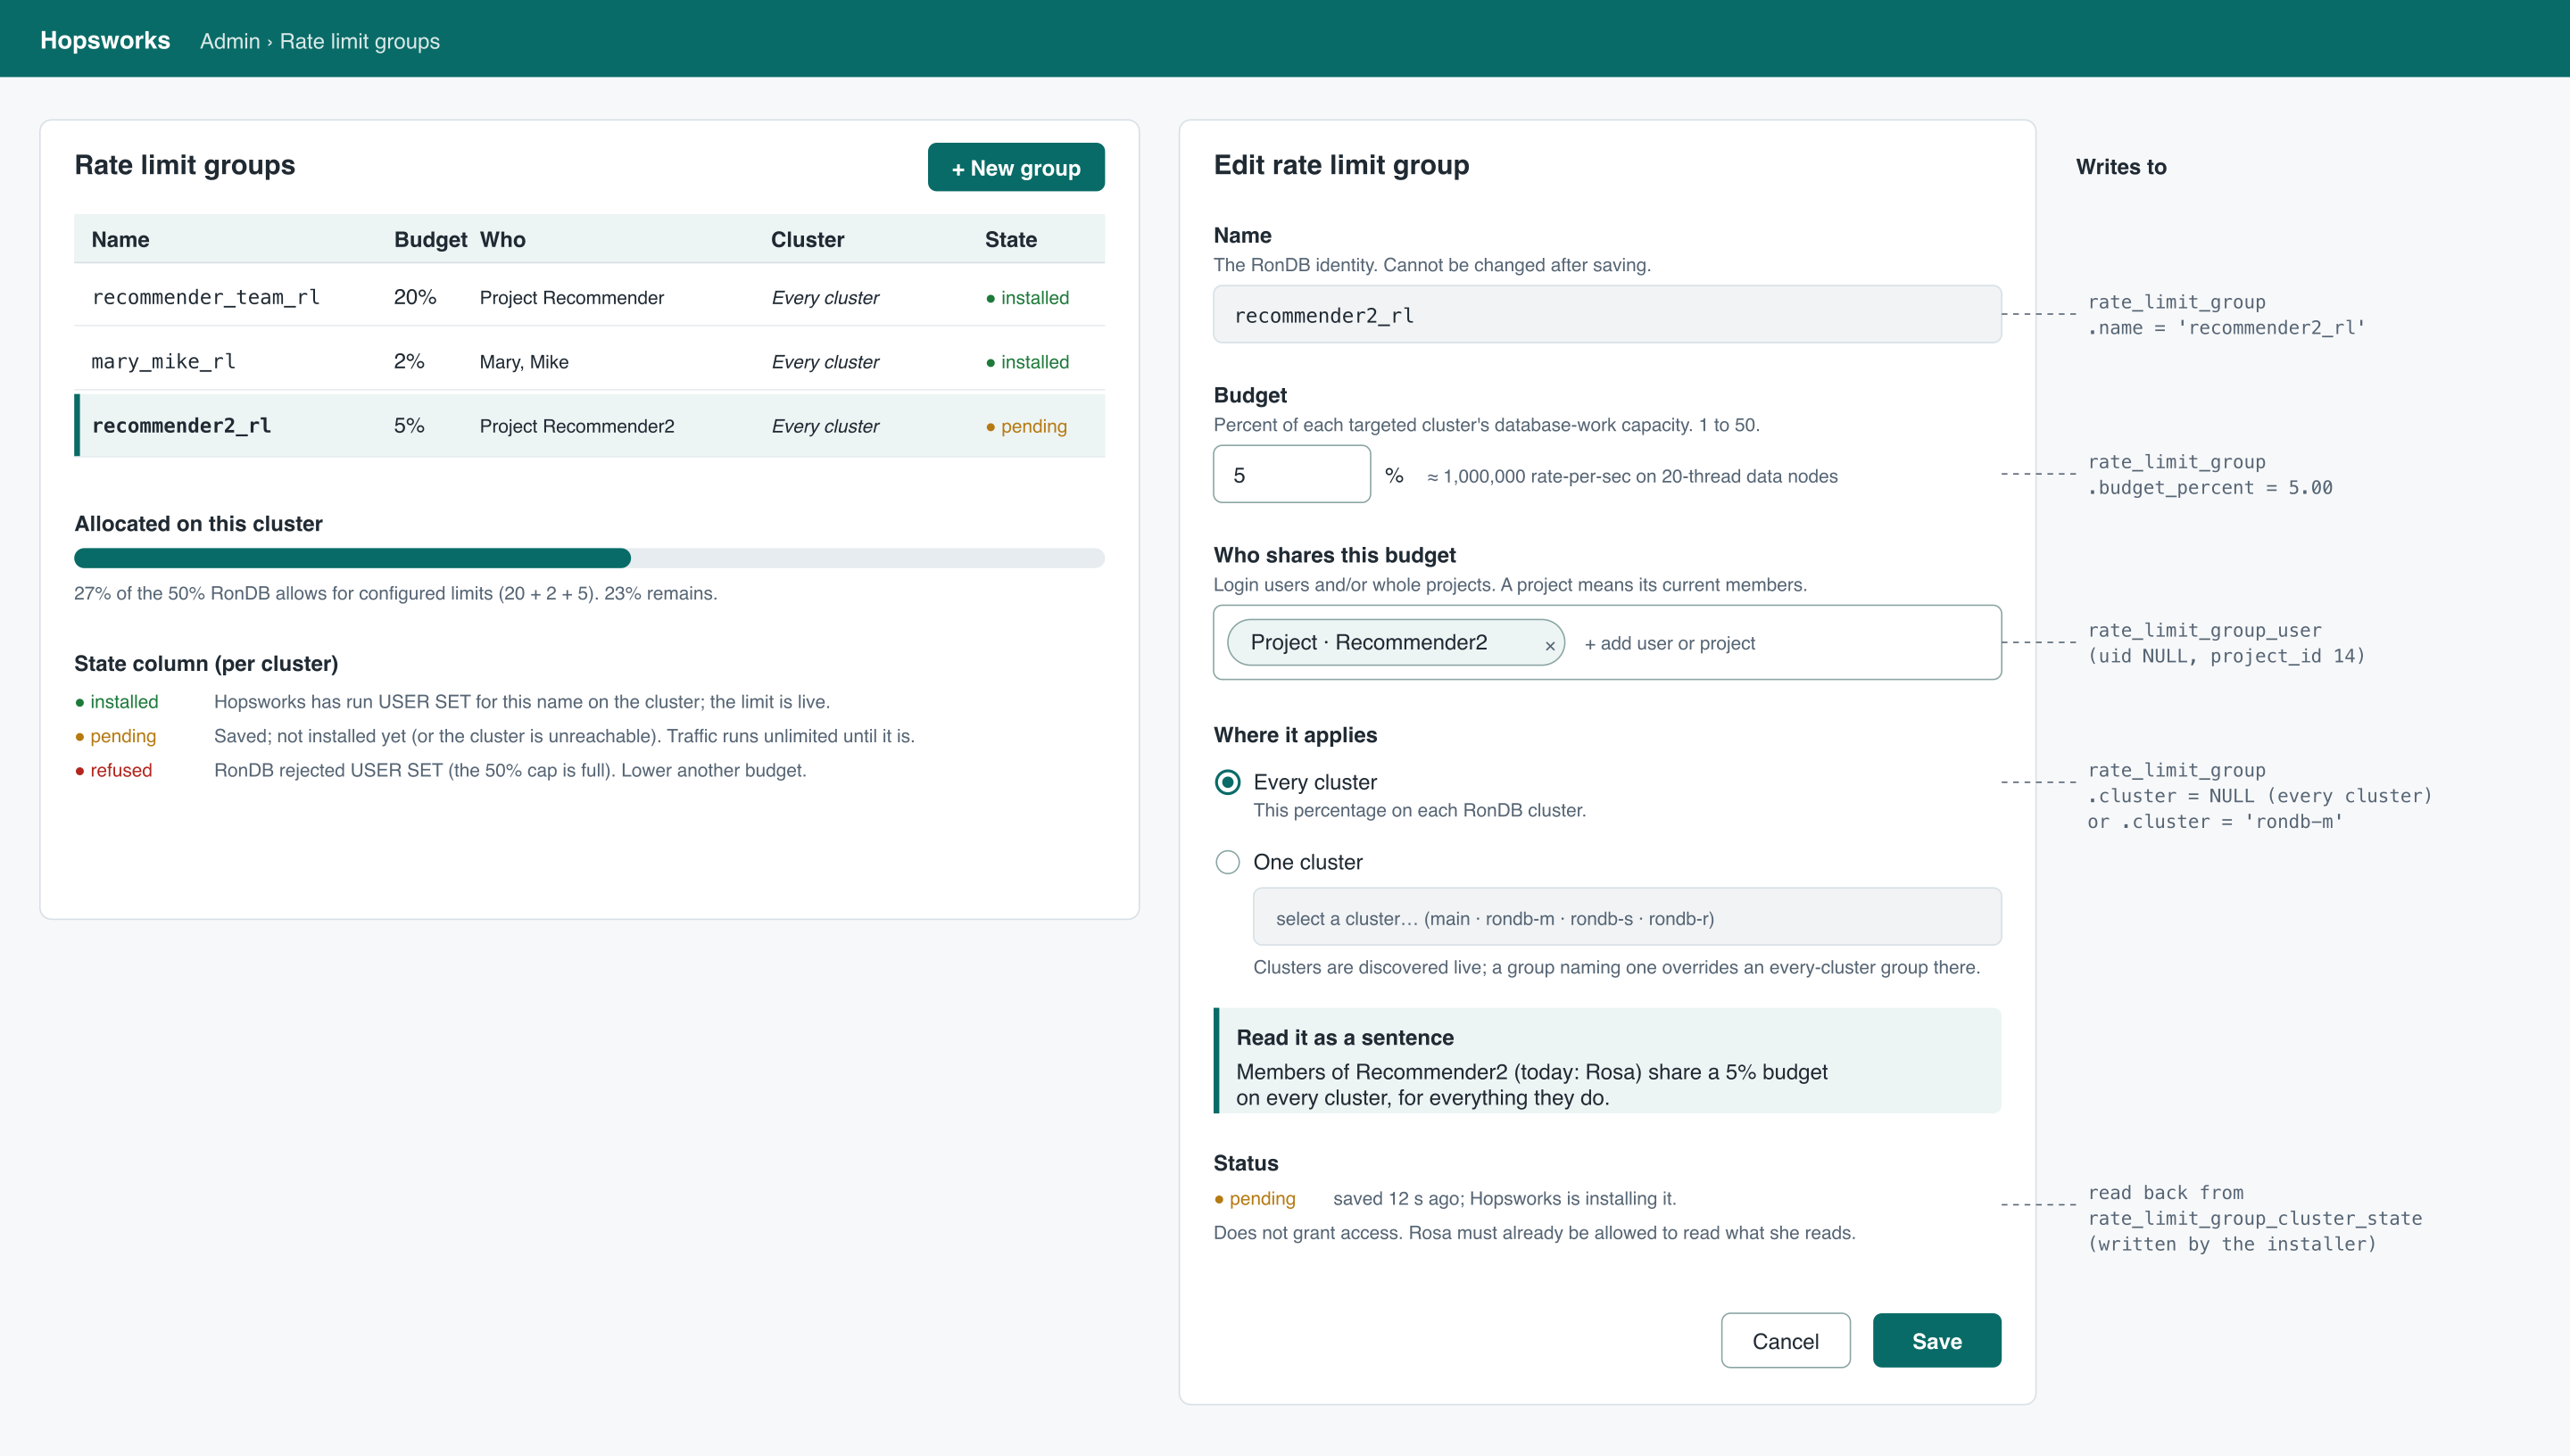 Hopsworks Admin › Rate limit groups
Rate limit groups
+ New group
Name Budget Who Cluster State
recommender_team_rl 20% Project Recommender Every cluster ● installed
mary_mike_rl 2% Mary, Mike Every cluster ● installed
recommender2_rl 5% Project Recommender2 Every cluster ● pending
Allocated on this cluster
27% of the 50% RonDB allows for configured limits (20 + 2 + 5). 23% remains.
State column (per cluster)
● installed Hopsworks has run USER SET for this name on the cluster; the limit is live.
● pending Saved; not installed yet (or the cluster is unreachable). Traffic runs unlimited until it is.
● refused RonDB rejected USER SET (the 50% cap is full). Lower another budget.
Edit rate limit group
Name
The RonDB identity. Cannot be changed after saving.
recommender2_rl
Budget
Percent of each targeted cluster's database-work capacity. 1 to 50.
5 % ≈ 1,000,000 rate-per-sec on 20-thread data nodes
Who shares this budget
Login users and/or whole projects. A project means its current members.
Project · Recommender2 × + add user or project
Where it applies
Every cluster
This percentage on each RonDB cluster.
One cluster
select a cluster… (main · rondb-m · rondb-s · rondb-r)
Clusters are discovered live; a group naming one overrides an every-cluster group there.
Read it as a sentence
Members of Recommender2 (today: Rosa) share a 5% budget
on every cluster, for everything they do.
Status
● pending saved 12 s ago; Hopsworks is installing it.
Does not grant access. Rosa must already be allowed to read what she reads.
Cancel Save
Writes to
rate_limit_group
.name = 'recommender2_rl'
rate_limit_group
.budget_percent = 5.00
rate_limit_group_user
(uid NULL, project_id 14)
rate_limit_group
.cluster = NULL (every cluster)
or .cluster = 'rondb-m'
read back from
rate_limit_group_cluster_state
(written by the installer)